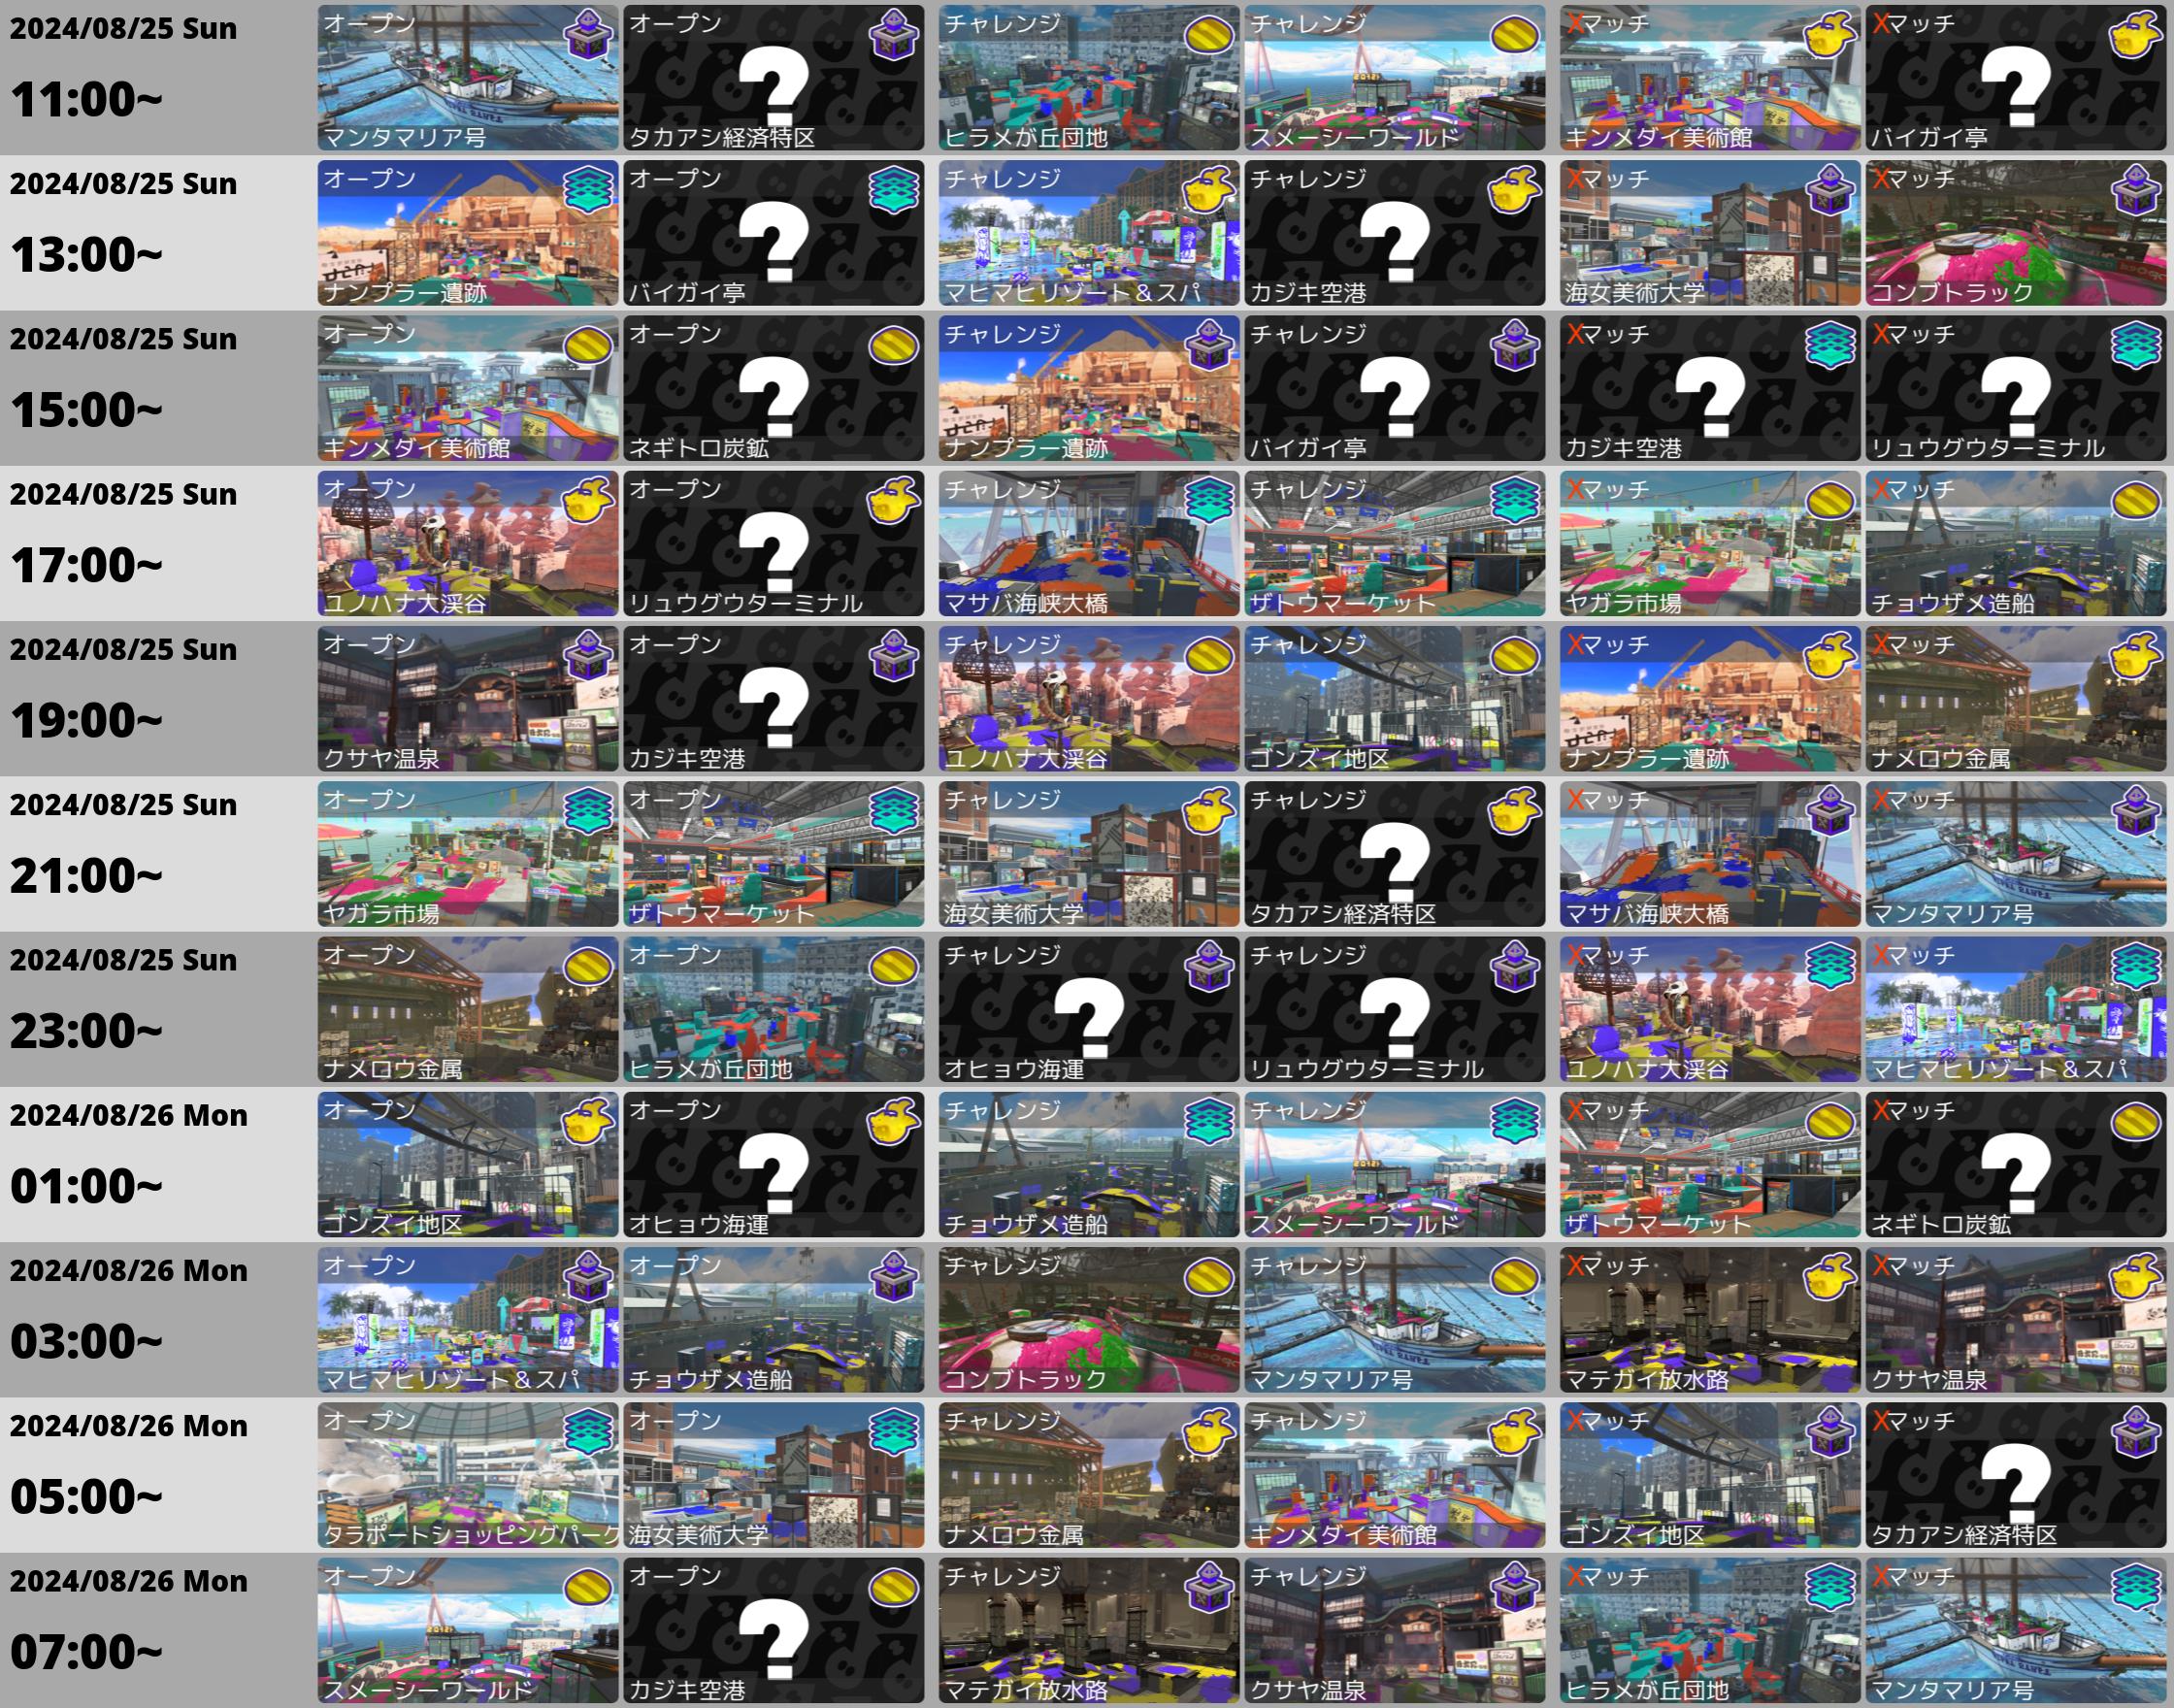 2024/08/25 Sun
11:00~
オープン
マンタマリア号
オープン
タカアシ経済特区
チャレンジ
ヒラメが丘団地
チャレンジ
スメーシーワールド
Xマッチ
キンメダイ美術館
Xマッチ
バイガイ亭
2024/08/25 Sun
13:00~
オープン
ナンプラー遺跡
オープン
バイガイ亭
チャレンジ
マヒマヒリゾート＆スパ
チャレンジ
カジキ空港
Xマッチ
海女美術大学
Xマッチ
コンブトラック
2024/08/25 Sun
15:00~
オープン
キンメダイ美術館
オープン
ネギトロ炭鉱
チャレンジ
ナンプラー遺跡
チャレンジ
バイガイ亭
Xマッチ
カジキ空港
Xマッチ
リュウグウターミナル
2024/08/25 Sun
17:00~
オープン
ユノハナ大渓谷
オープン
リュウグウターミナル
チャレンジ
マサバ海峡大橋
チャレンジ
ザトウマーケット
Xマッチ
ヤガラ市場
Xマッチ
チョウザメ造船
2024/08/25 Sun
19:00~
オープン
クサヤ温泉
オープン
カジキ空港
チャレンジ
ユノハナ大渓谷
チャレンジ
ゴンズイ地区
Xマッチ
ナンプラー遺跡
Xマッチ
ナメロウ金属
2024/08/25 Sun
21:00~
オープン
ヤガラ市場
オープン
ザトウマーケット
チャレンジ
海女美術大学
チャレンジ
タカアシ経済特区
Xマッチ
マサバ海峡大橋
Xマッチ
マンタマリア号
2024/08/25 Sun
23:00~
オープン
ナメロウ金属
オープン
ヒラメが丘団地
チャレンジ
オヒョウ海運
チャレンジ
リュウグウターミナル
Xマッチ
ユノハナ大渓谷
Xマッチ
マヒマヒリゾート＆スパ
2024/08/26 Mon
01:00~
オープン
ゴンズイ地区
オープン
オヒョウ海運
チャレンジ
チョウザメ造船
チャレンジ
スメーシーワールド
Xマッチ
ザトウマーケット
Xマッチ
ネギトロ炭鉱
2024/08/26 Mon
03:00~
オープン
マヒマヒリゾート＆スパ
オープン
チョウザメ造船
チャレンジ
コンブトラック
チャレンジ
マンタマリア号
Xマッチ
マテガイ放水路
Xマッチ
クサヤ温泉
2024/08/26 Mon
05:00~
オープン
タラポートショッピングパーク
オープン
海女美術大学
チャレンジ
ナメロウ金属
チャレンジ
キンメダイ美術館
Xマッチ
ゴンズイ地区
Xマッチ
タカアシ経済特区
2024/08/26 Mon
07:00~
オープン
スメーシーワールド
オープン
カジキ空港
チャレンジ
マテガイ放水路
チャレンジ
クサヤ温泉
Xマッチ
ヒラメが丘団地
Xマッチ
マンタマリア号